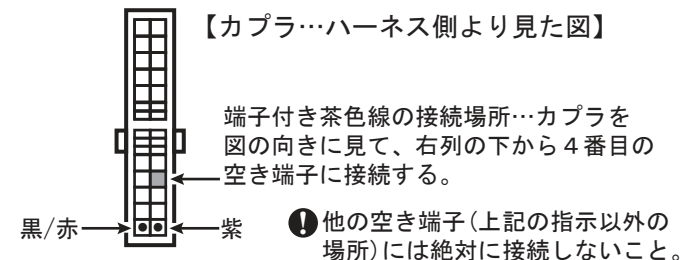 【カプラ…ハーネス側より見た図】
端子付き茶色線の接続場所…カプラを
図の向きに見て、右列の下から４番目の
空き端子に接続する。
黒/赤
紫
他の空き端子(上記の指示以外の
場所)には絶対に接続しないこと。